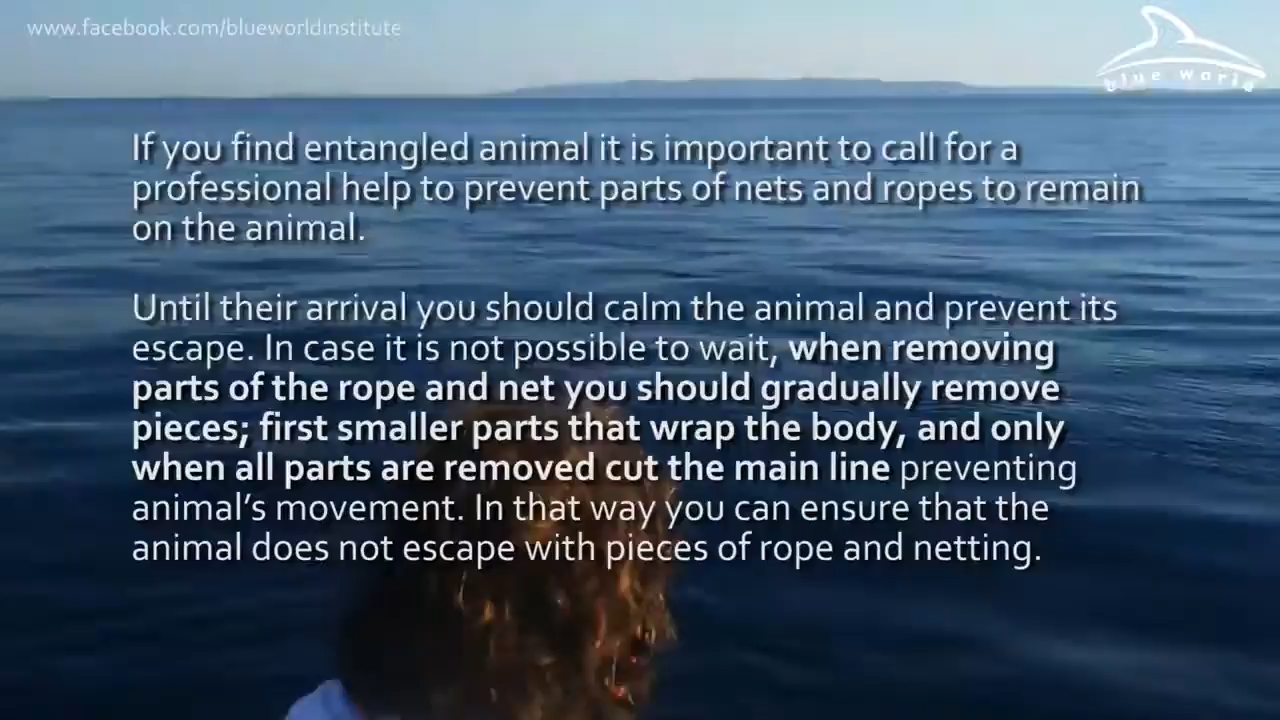 www.facebook.com/blueworldinstitute
blue world
If you find entangled animal it is important to call for a
professional help to prevent parts of nets and ropes to remain
on the animal.
Until their arrival you should calm the animal and prevent its
escape. In case it is not possible to wait, when removing
parts of the rope and net you should gradually remove
pieces; first smaller parts that wrap the body, and only
when all parts are removed cut the main line preventing
animal's movement. In that way you can ensure that the
animal does not escape with pieces of rope and netting.